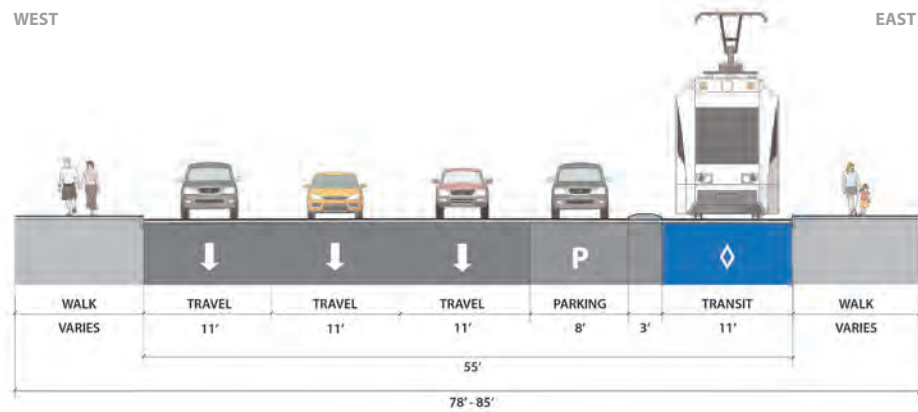 WEST EAST
P
WALK TRAVEL TRAVEL TRAVEL PARKING TRANSIT WALK
VARIES 11' 11' 11' 8' 3' 11' VARIES
55'
78' - 85'